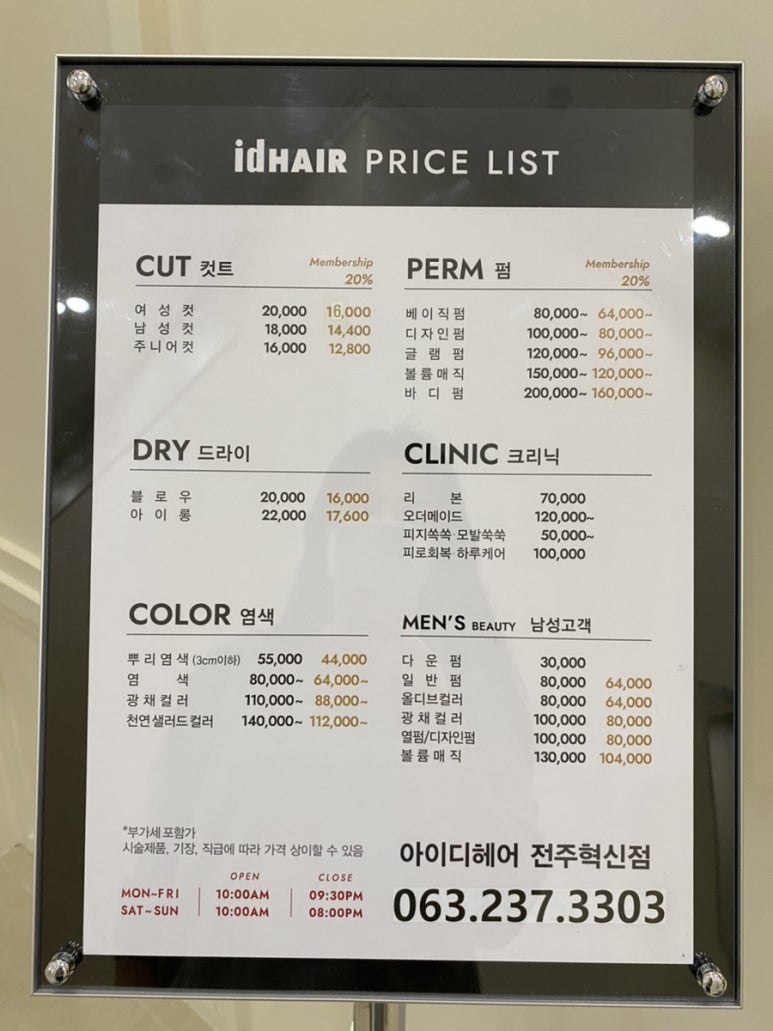 idHAIR PRICE LIST
CUT 컷트 Membership 20%
여성컷 20,000 16,000
남성컷 18,000 14,400
주니어컷 16,000 12,800
PERM 펌 Membership 20%
베이직펌 80,000~ 64,000~
디자인펌 100,000~ 80,000~
글램펌 120,000~ 96,000~
볼륨매직 150,000~ 120,000~
바디펌 200,000~ 160,000~
DRY 드라이
블로우 20,000 16,000
아이롱 22,000 17,600
CLINIC 크리닉
리본 70,000
오더메이드 120,000~
피지쏙쏙·모발쑥쑥 50,000~
피로회복·하루케어 100,000
COLOR 염색
뿌리염색 (3cm이하) 55,000 44,000
염색 80,000~ 64,000~
광채컬러 110,000~ 88,000~
천연샐러드컬러 140,000~ 112,000~
MEN'S BEAUTY 남성고객
다운펌 30,000
일반펌 80,000 64,000
올디브컬러 80,000 64,000
광채컬러 100,000 80,000
열펌/디자인펌 100,000 80,000
볼륨매직 130,000 104,000
*부가세포함가
시술제품, 기장, 직급에 따라 가격 상이할 수 있음
OPEN CLOSE
MON~FRI 10:00AM 09:30PM
SAT~SUN 10:00AM 08:00PM
아이디헤어 전주혁신점
063.237.3303